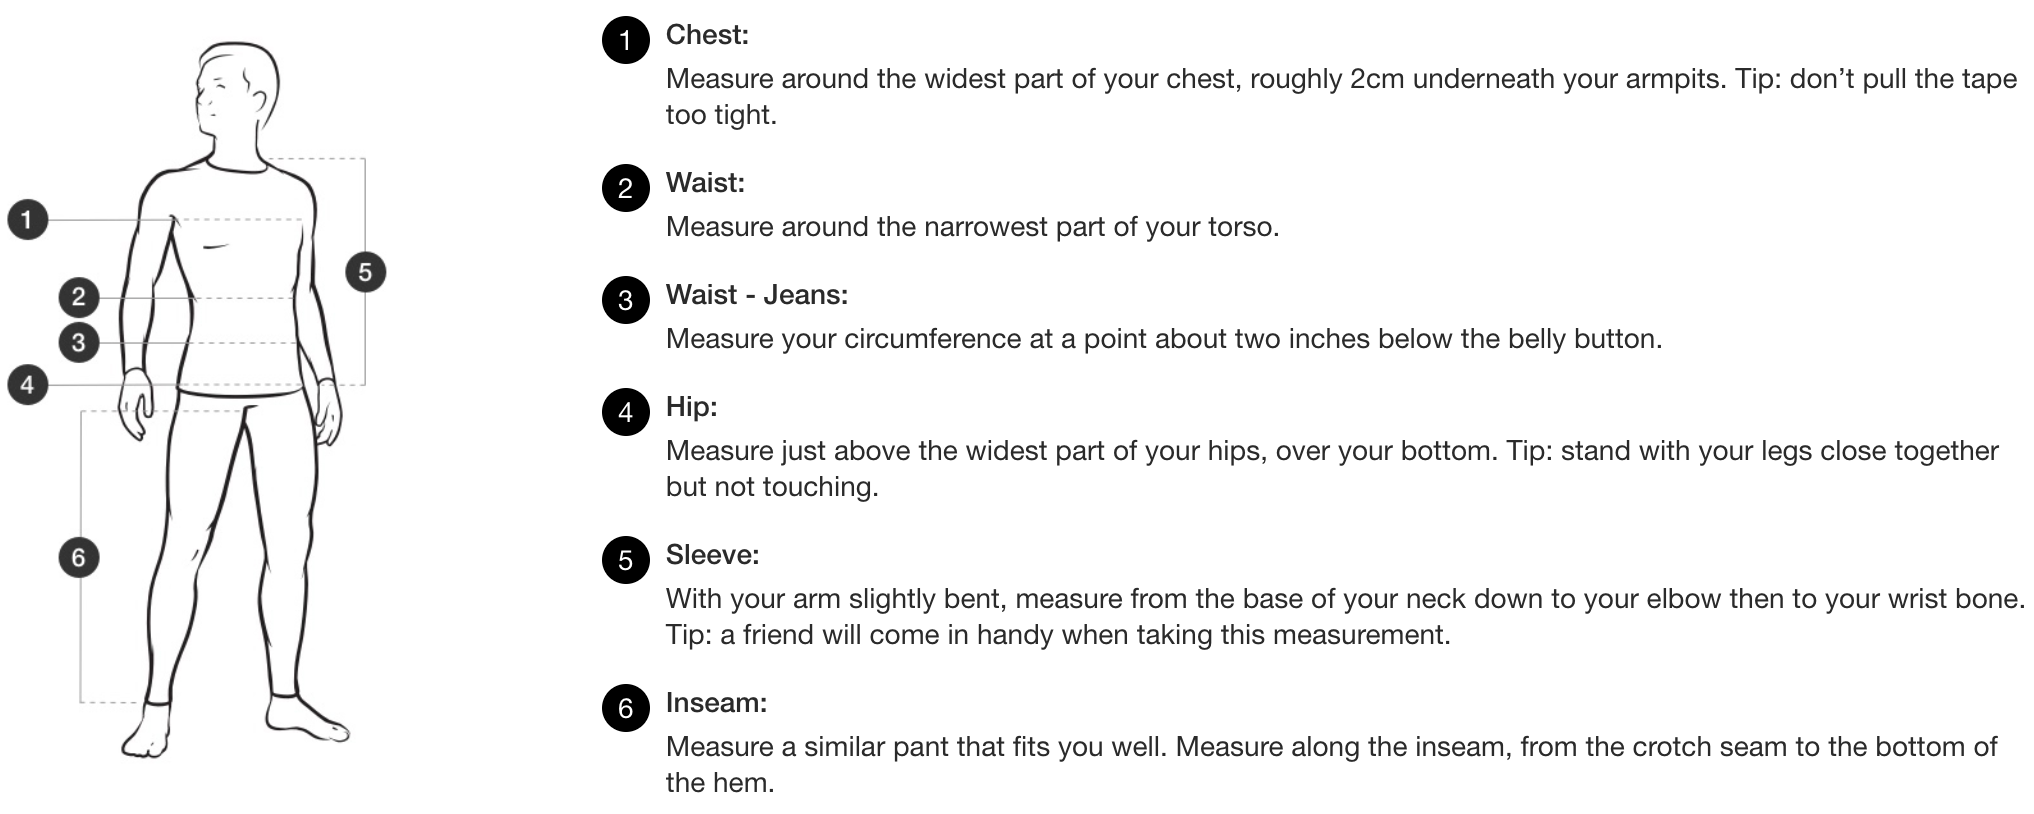 1
2
3
4
5
6
1 Chest:
Measure around the widest part of your chest, roughly 2cm underneath your armpits. Tip: don’t pull the tape
too tight.
2 Waist:
Measure around the narrowest part of your torso.
3 Waist - Jeans:
Measure your circumference at a point about two inches below the belly button.
4 Hip:
Measure just above the widest part of your hips, over your bottom. Tip: stand with your legs close together
but not touching.
5 Sleeve:
With your arm slightly bent, measure from the base of your neck down to your elbow then to your wrist bone.
Tip: a friend will come in handy when taking this measurement.
6 Inseam:
Measure a similar pant that fits you well. Measure along the inseam, from the crotch seam to the bottom of
the hem.